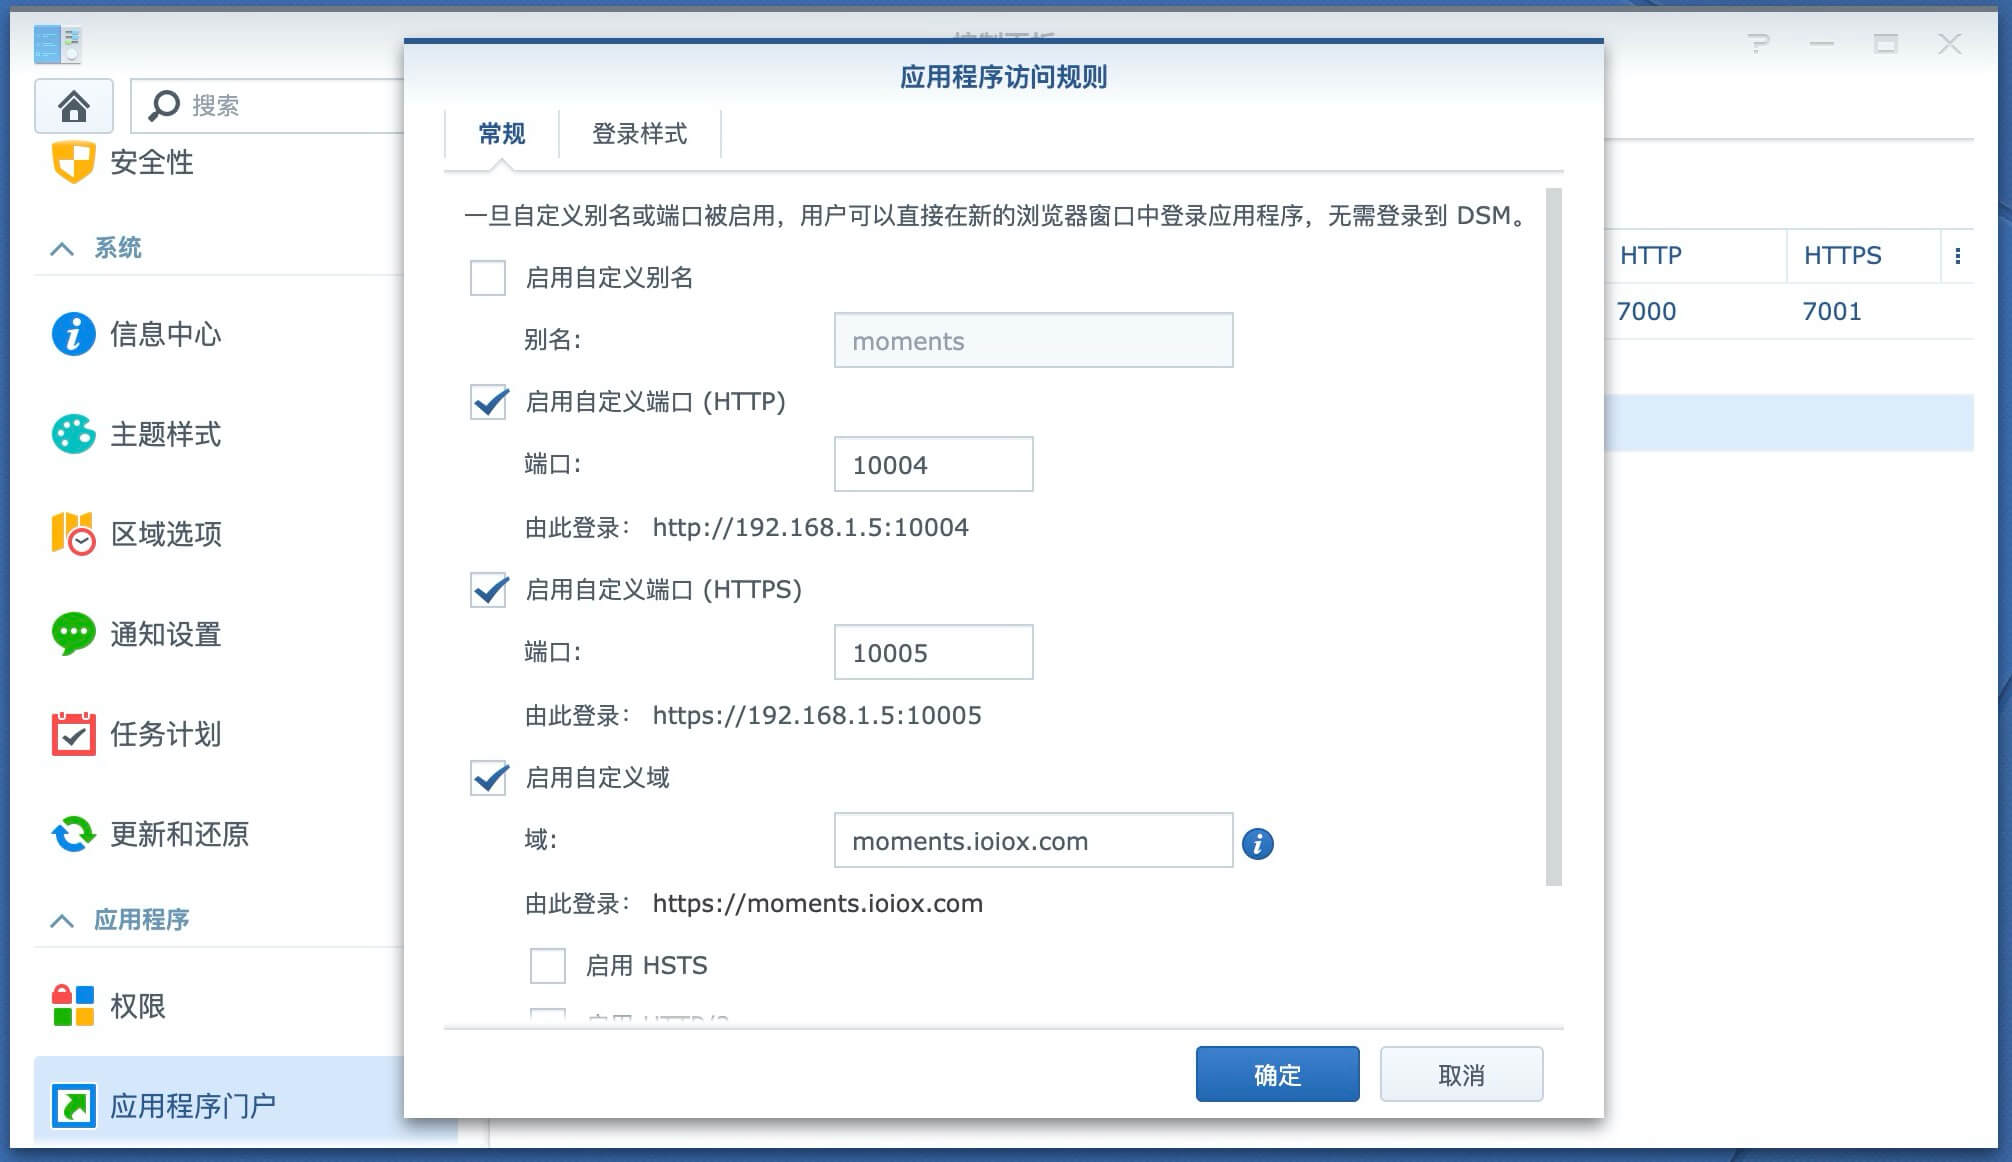 应用程序访问规则
搜索
常规
登录样式
安全性
一旦自定义别名或端口被启用，用户可以直接在新的浏览器窗口中登录应用程序，无需登录到 DSM。
系统
HTTP
HTTPS
启用自定义别名
7000
7001
信息中心
别名:
moments
启用自定义端口 (HTTP)
主题样式
端口:
10004
区域选项
由此登录: http://192.168.1.5:10004
启用自定义端口 (HTTPS)
通知设置
端口:
10005
由此登录: https://192.168.1.5:10005
任务计划
启用自定义域
更新和还原
域:
moments.ioiox.com
由此登录: https://moments.ioiox.com
应用程序
启用 HSTS
权限
确定
取消
应用程序门户